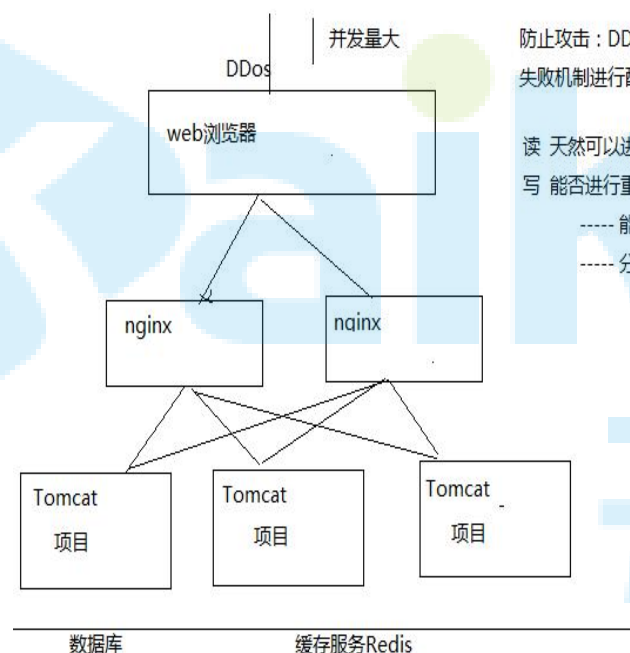 并发量大
防止攻击：DD
DDos
失败机制进行
web浏览器
读 天然可以
写 能否进行
----- 能
----- 分
nginx
nginx
Tomcat
项目
Tomcat
项目
Tomcat
项目
数据库
缓存服务Redis